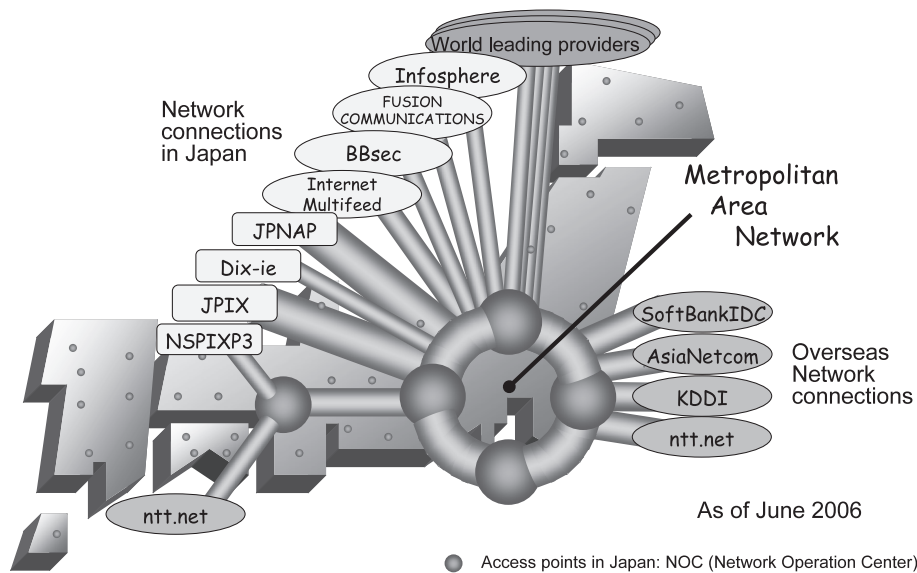 World leading providers
Infosphere
FUSION
COMMUNICATIONS
Network
connections
in Japan
BBsec
Internet
Multifeed
JPNAP
Dix-ie
JPIX
NSPIXP3
Metropolitan
Area
Network
SoftBankIDC
AsiaNetcom
KDDI
ntt.net
Overseas
Network
connections
ntt.net
As of June 2006
Access points in Japan: NOC (Network Operation Center)